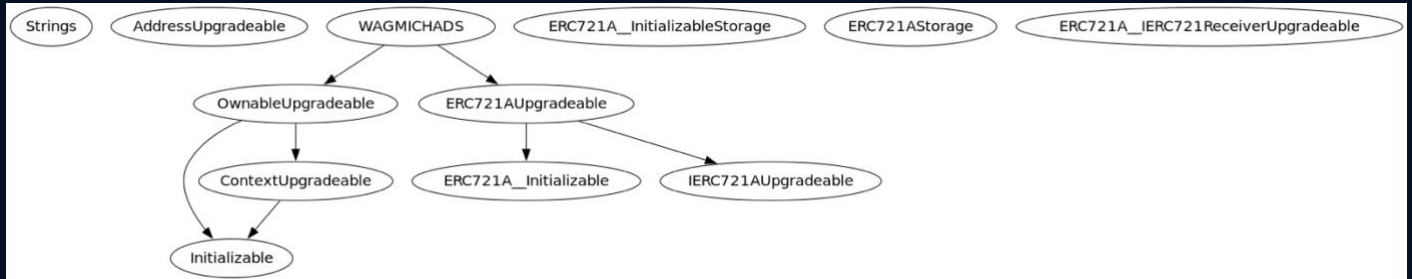 Strings
AddressUpgradeable
WAGMICHADS
ERC721A__InitializableStorage
ERC721AStorage
ERC721A__IERC721ReceiverUpgradeable
OwnableUpgradeable
ERC721AUpgradeable
ContextUpgradeable
ERC721A__Initializable
IERC721AUpgradeable
Initializable